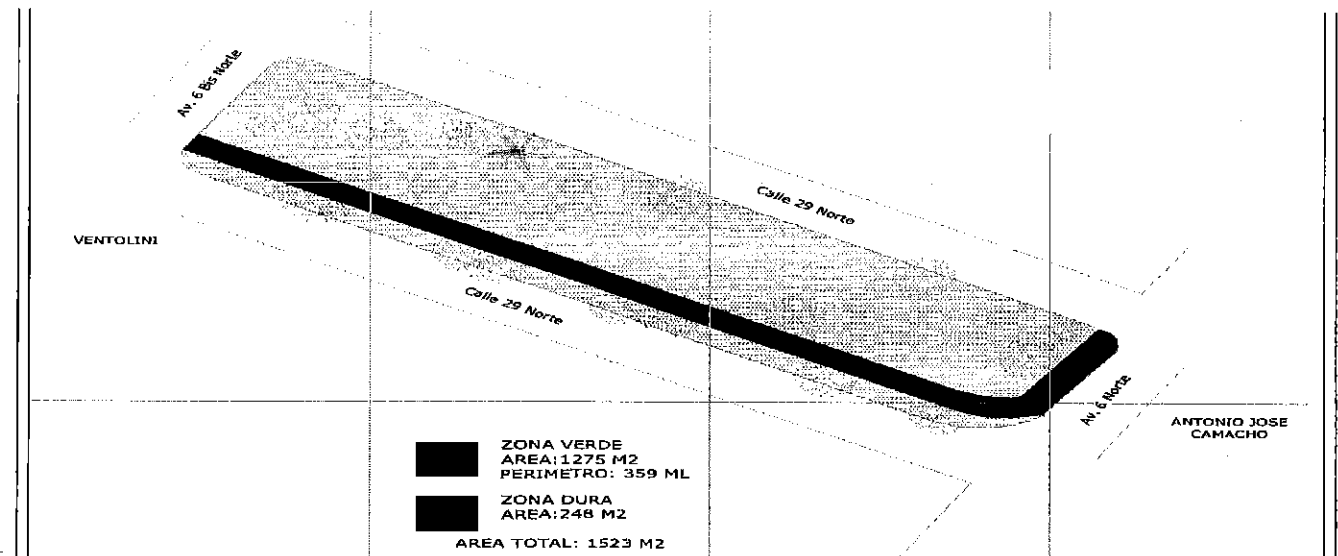 Av. 6 Bis Norte
Calle 29 Norte
VENTOLINI
Calle 29 Norte
Av. 6 Norte
ANTONIO JOSE
CAMACHO
ZONA VERDE
AREA:1275 M2
PERIMETRO: 359 ML
ZONA DURA
AREA:248 M2
AREA TOTAL: 1523 M2